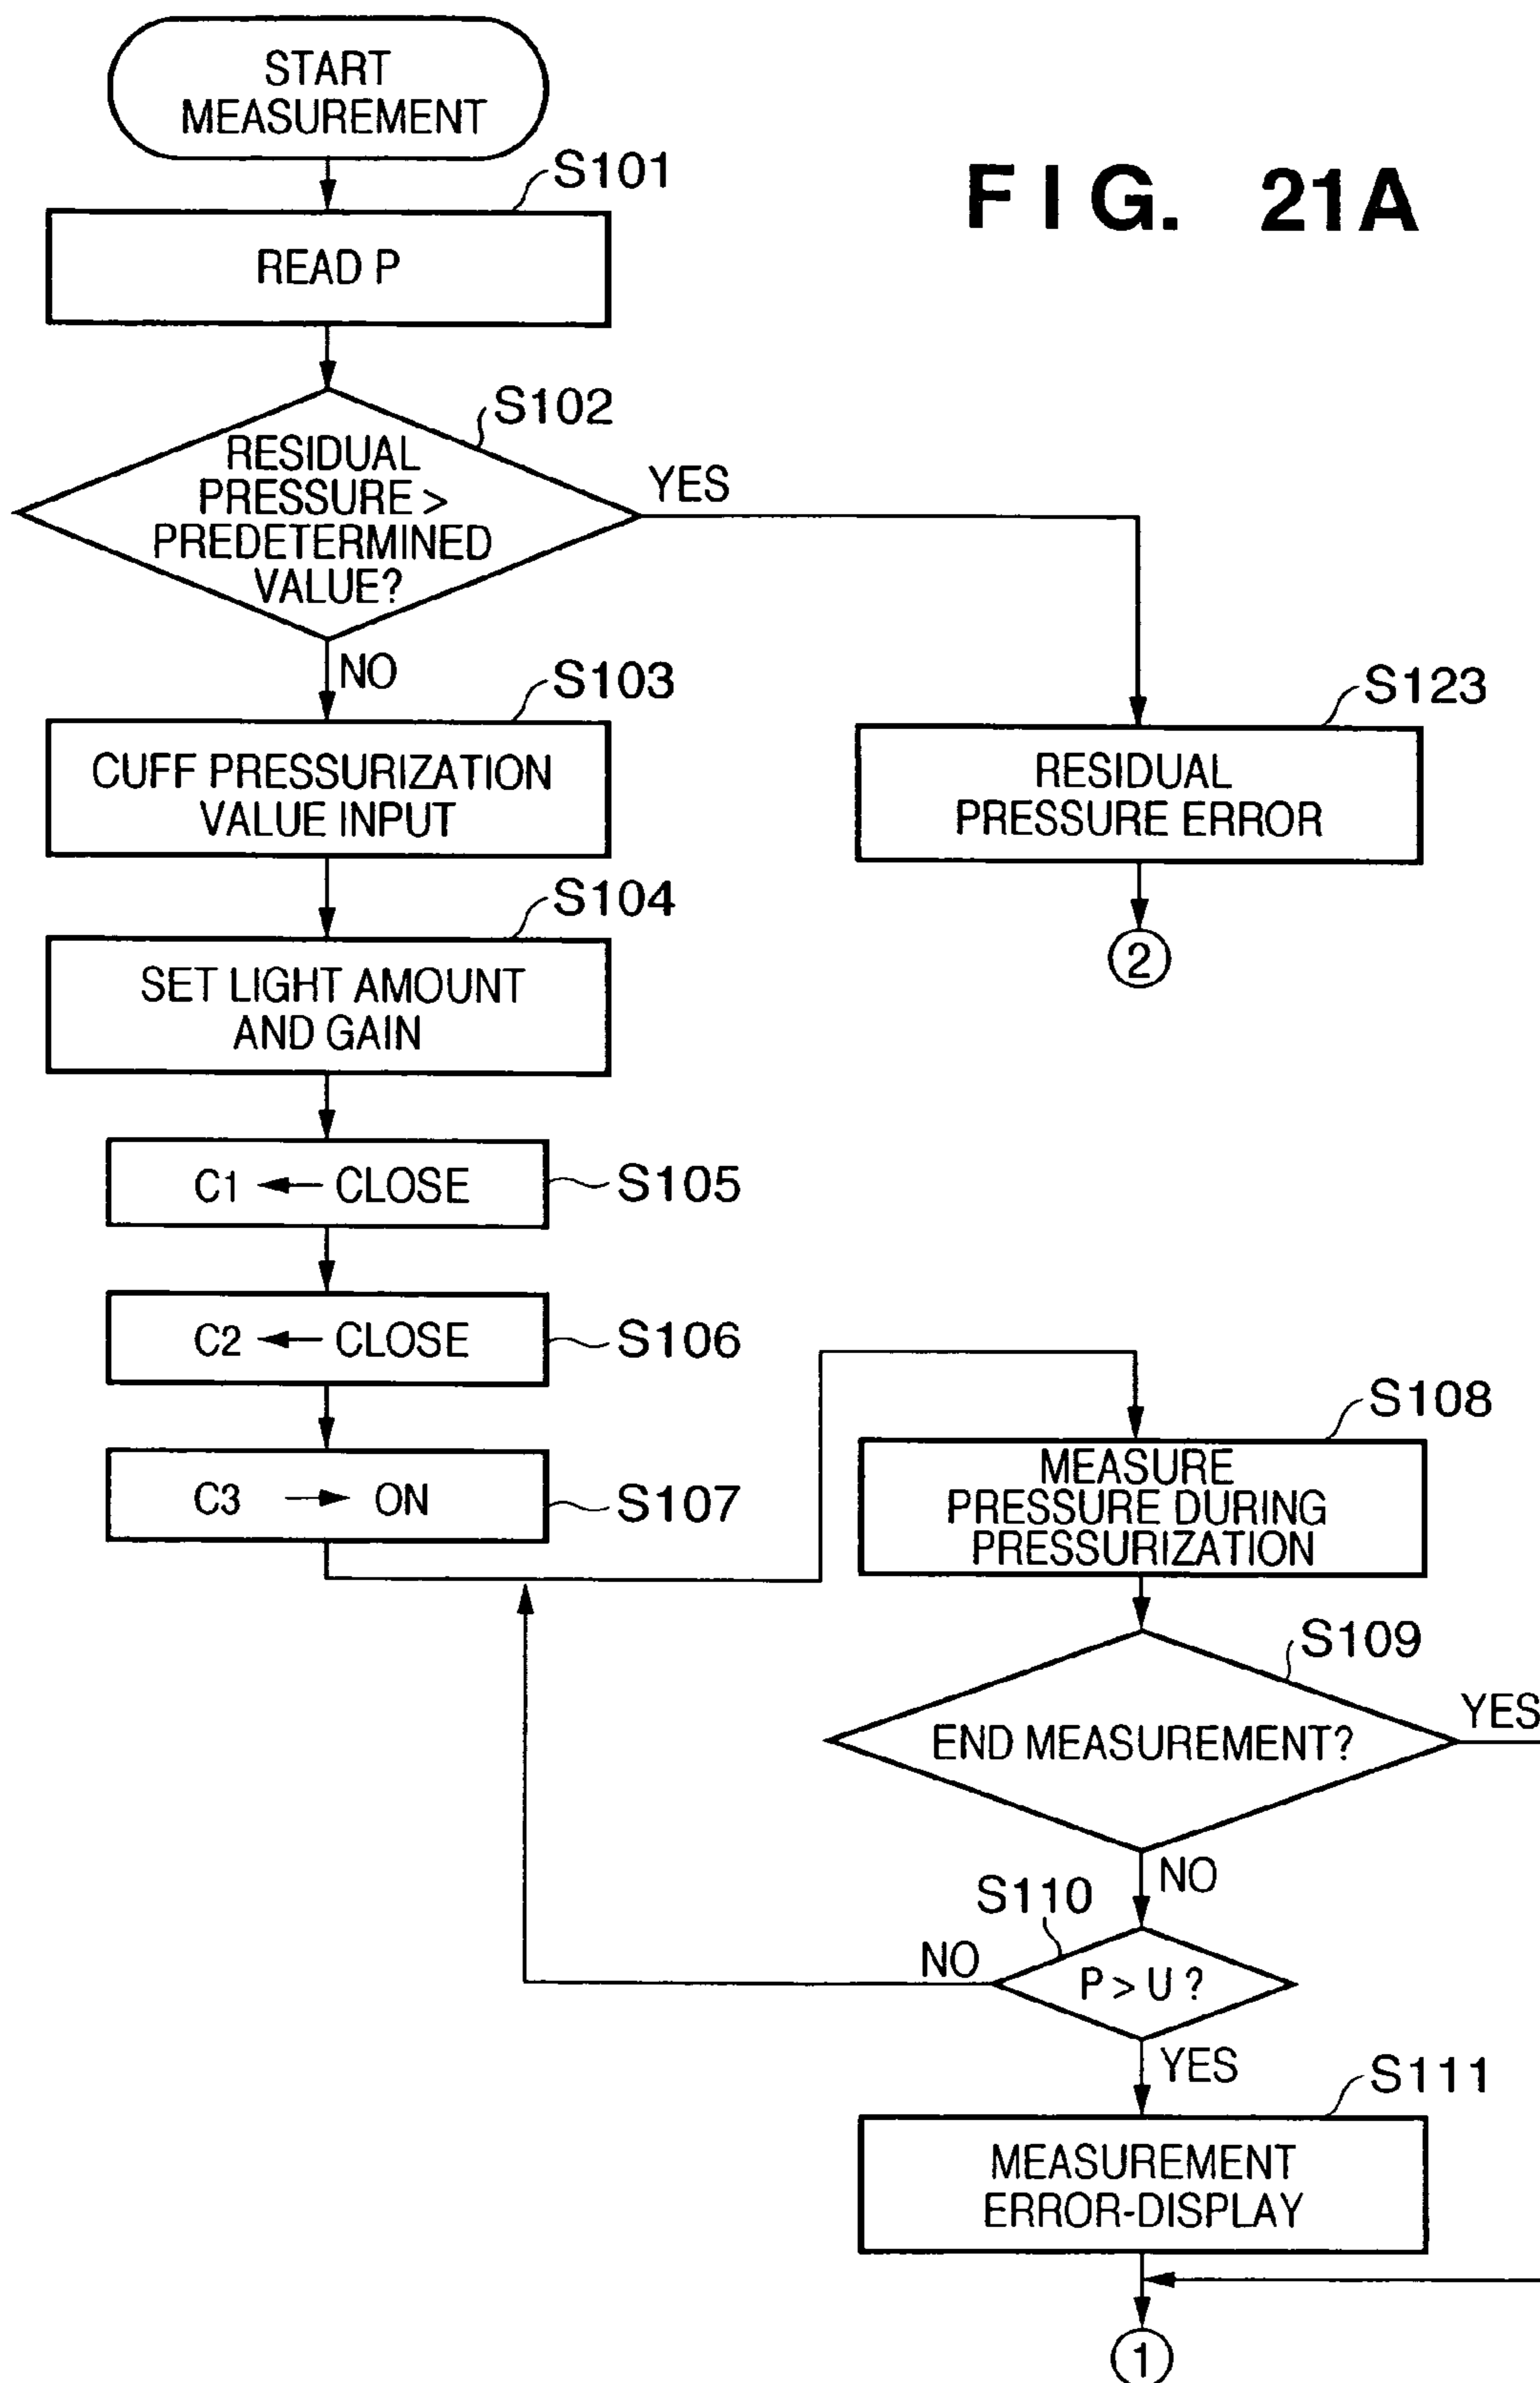 START
MEASUREMENT
S101
FIG. 21A
READ P
S102
RESIDUAL
PRESSURE >
PREDETERMINED
VALUE?
YES
NO
S103
CUFF PRESSURIZATION
VALUE INPUT
S123
RESIDUAL
PRESSURE ERROR
2
S104
SET LIGHT AMOUNT
AND GAIN
C1 ← CLOSE
S105
C2 ← CLOSE
S106
C3 → ON
S107
S108
MEASURE
PRESSURE DURING
PRESSURIZATION
S109
END MEASUREMENT?
YES
NO
S110
P > U ?
NO
YES
S111
MEASUREMENT
ERROR-DISPLAY
1